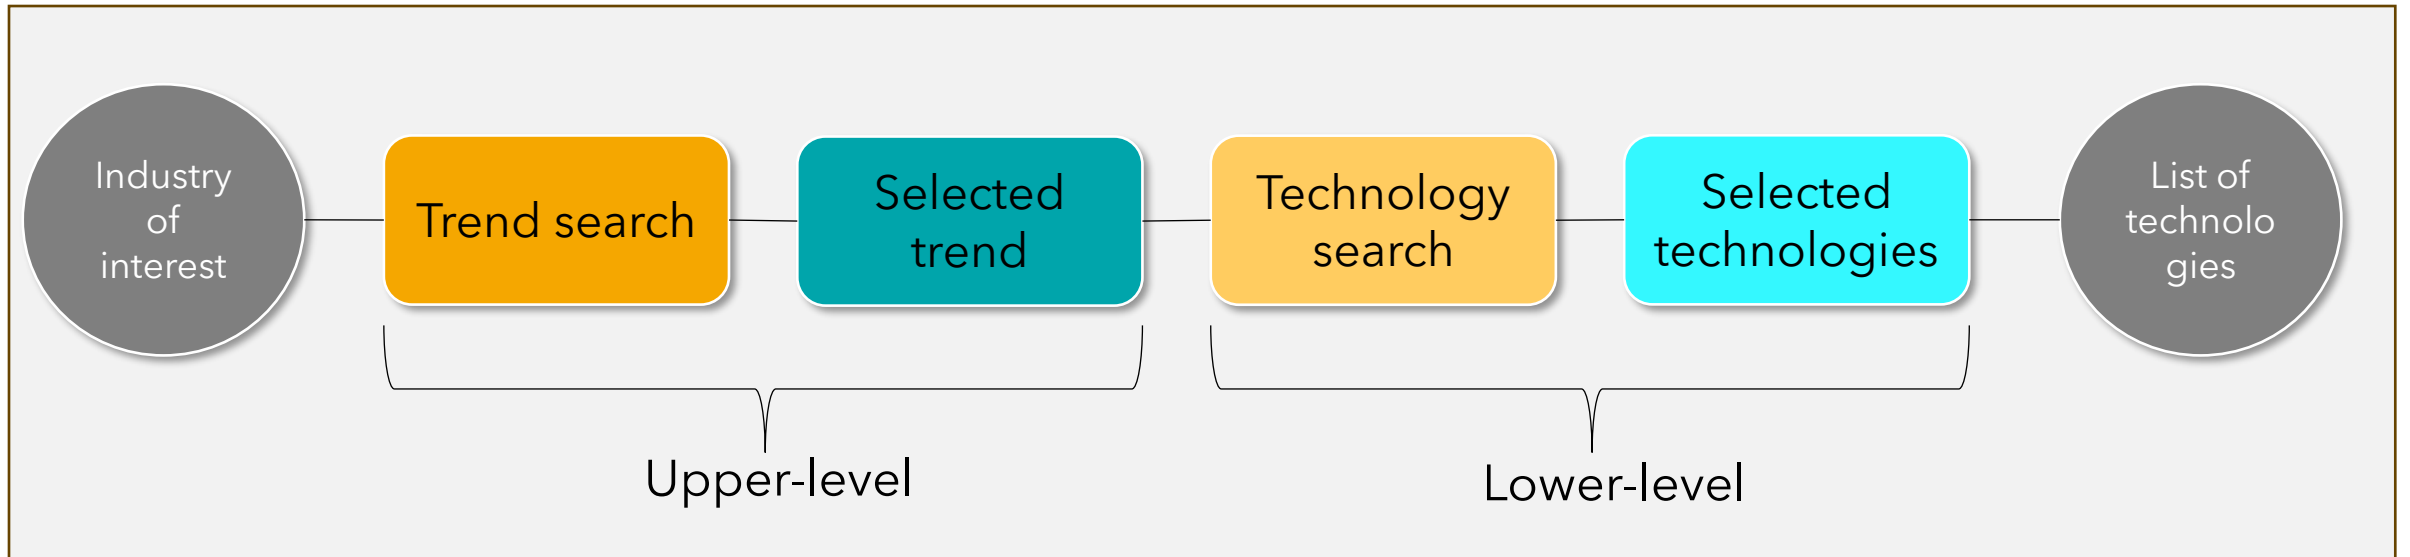 Industry
of
interest
Trend search
Selected
trend
Technology
search
Selected
technologies
List of
technolo
gies
Upper-level
Lower-level